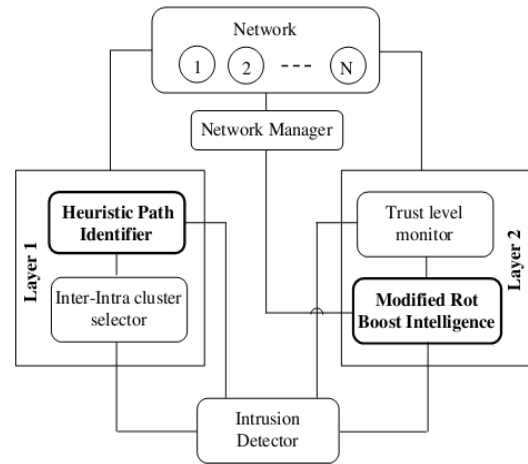 Network
1 2 --- N
Network Manager
Layer 1
Heuristic Path
Identifier
Inter-Intra cluster
selector
Trust level
monitor
Modified Rot
Boost Intelligence
Layer 2
Intrusion
Detector